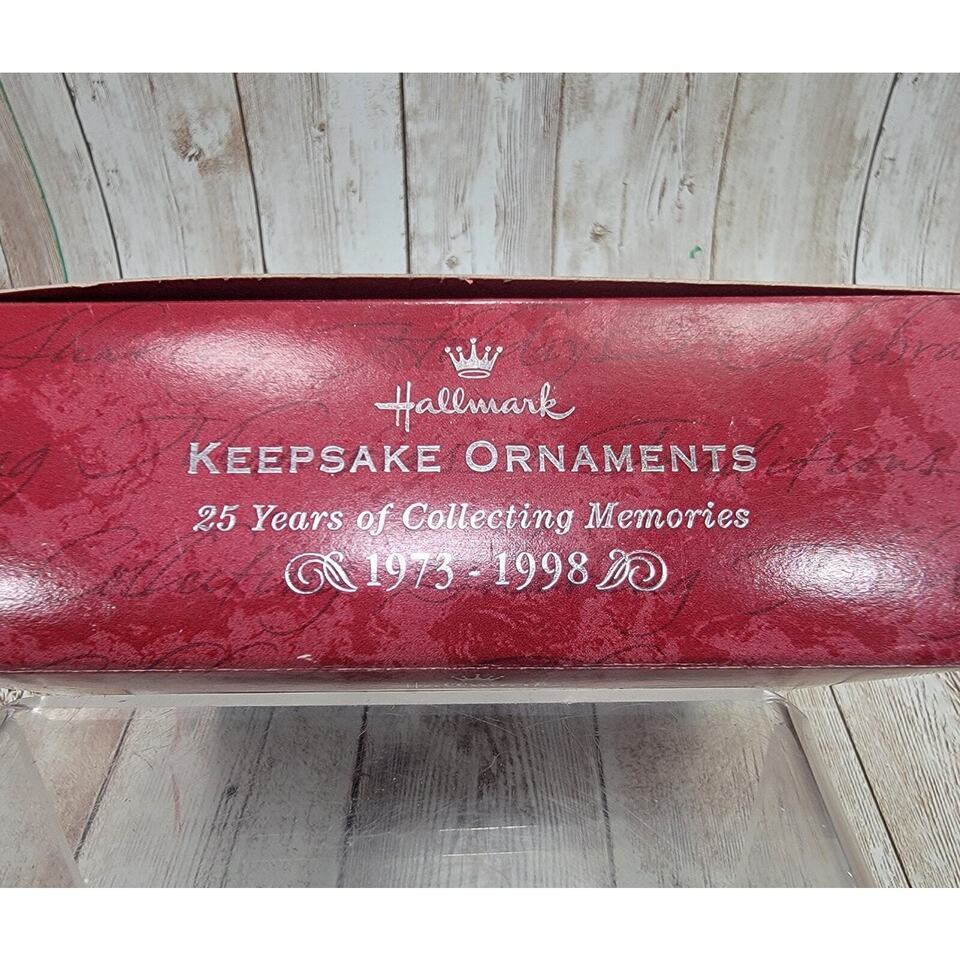 Hallmark
KEEPSAKE ORNAMENTS
25 Years of Collecting Memories
1973 - 1998